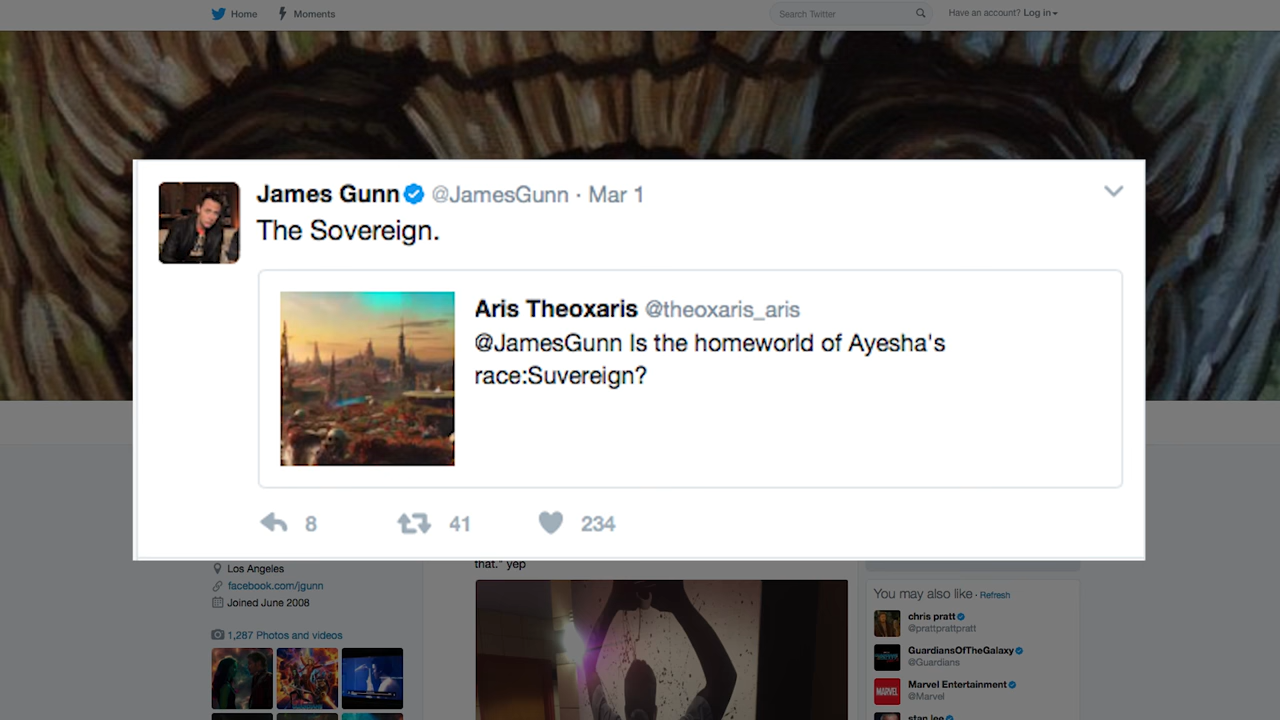 Home Moments Search Twitter Have an account? Log in
James Gunn @JamesGunn · Mar 1
The Sovereign.
Aris Theoxaris @theoxaris_aris
@JamesGunn Is the homeworld of Ayesha's
race:Suvereign?
8 41 234
that." yep
Los Angeles
facebook.com/jgunn
Joined June 2008
1,287 Photos and videos
You may also like · Refresh
chris pratt
@prattprattpratt
GuardiansOfTheGalaxy
@Guardians
MARVEL
Marvel Entertainment
@Marvel
stan lee